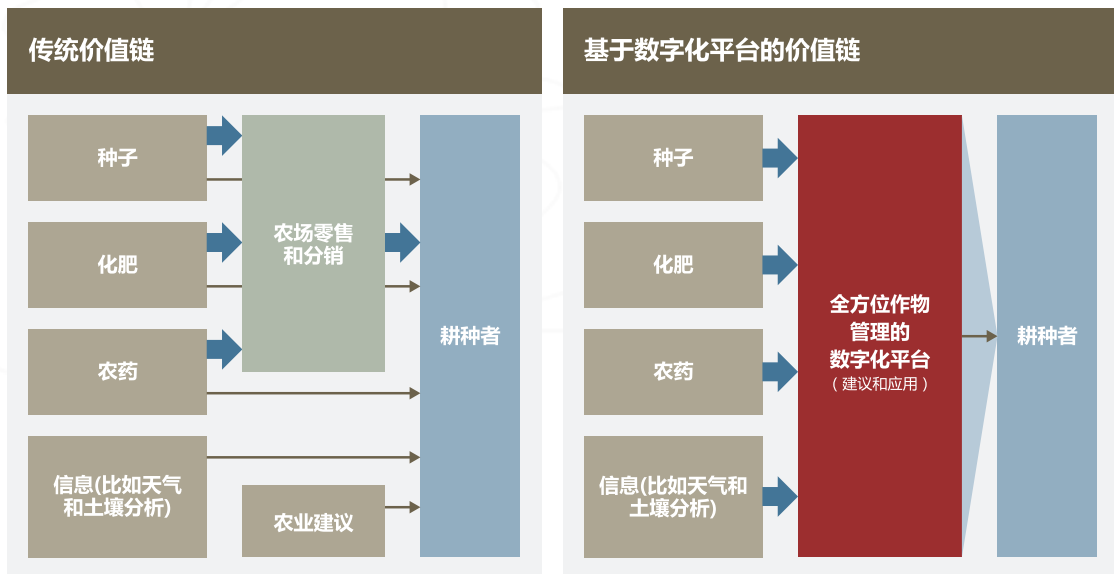 传统价值链
种子
化肥
农药
信息(比如天气
和土壤分析)
农场零售
和分销
农业建议
耕种者
基于数字化平台的价值链
种子
化肥
农药
信息(比如天气和
土壤分析)
全方位作物
管理的
数字化平台
（建议和应用）
耕种者